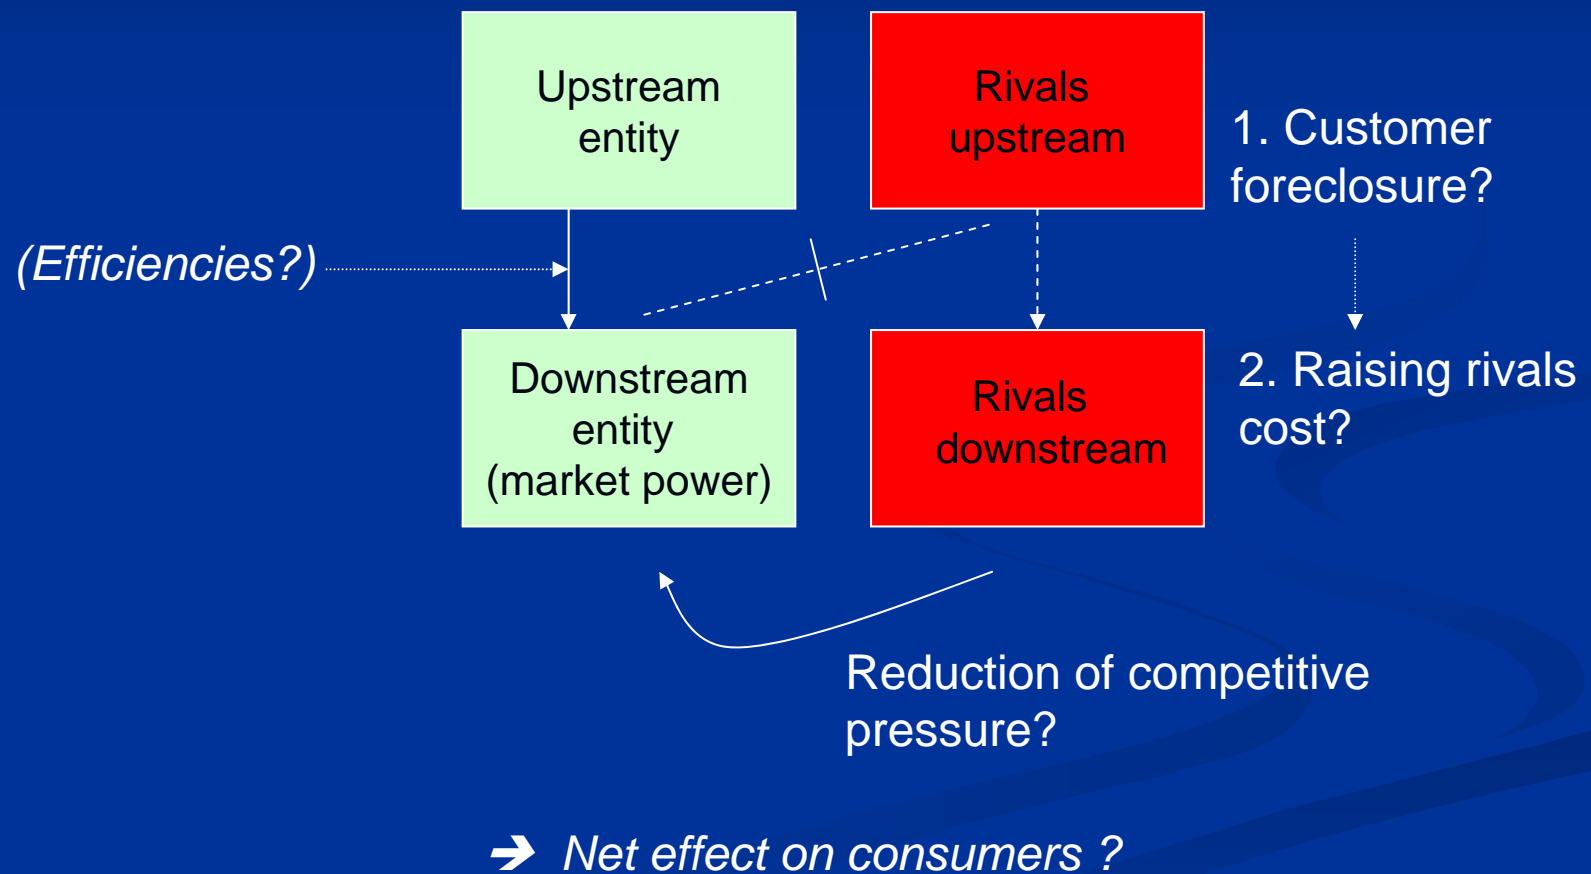 Upstream
entity
Rivals
upstream
1. Customer
foreclosure?
(Efficiencies?)
Downstream
entity
(market power)
Rivals
downstream
2. Raising rivals
cost?
Reduction of competitive
pressure?
➔ Net effect on consumers ?